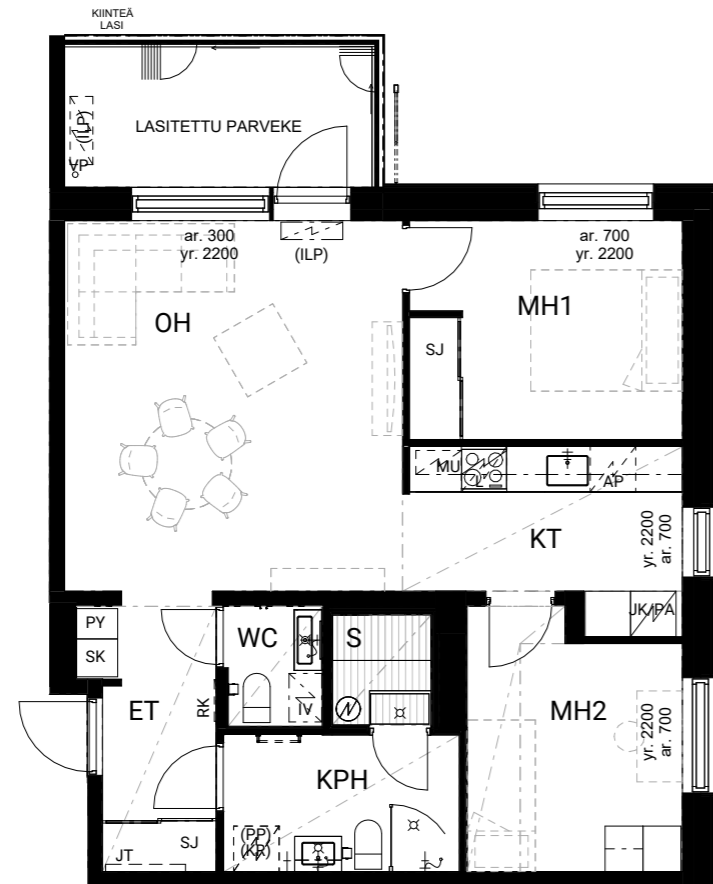 KIINTEÄ
LASI
LASITETTU PARVEKE
(ILP)
VP
ar. 300
yr. 2200
(ILP)
ar. 700
yr. 2200
OH
MH1
SJ
MU
L
AP
KT
yr. 2200
ar. 700
JK/PA
PY
SK
WC
S
ET
RK
IV
MH2
yr. 2200
ar. 700
KPH
(PP)
(KR)
SJ
JT